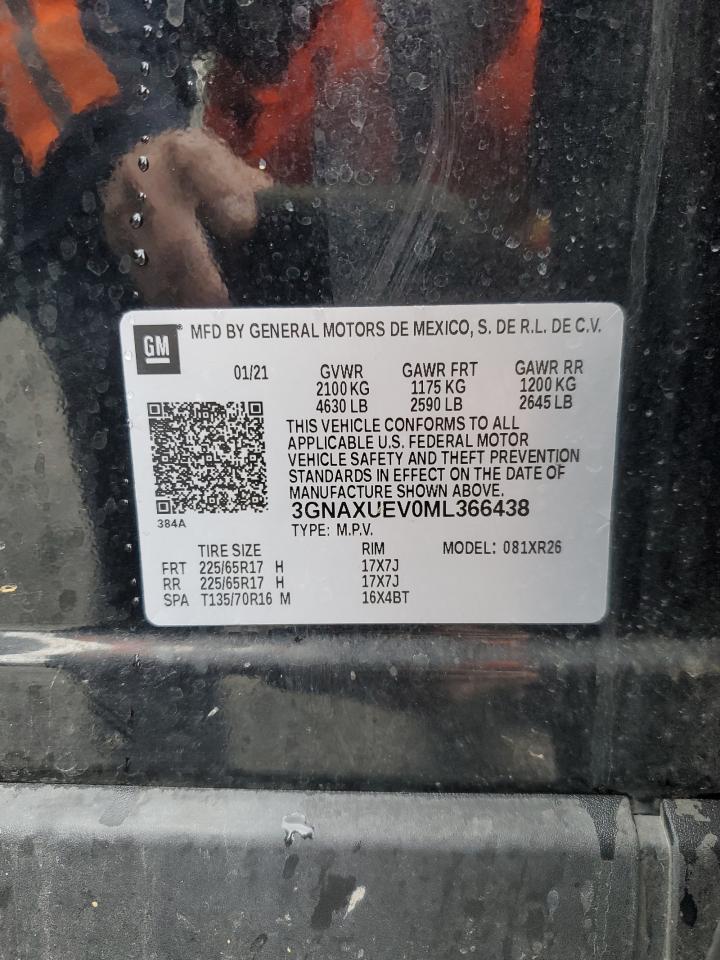 GM® MFD BY GENERAL MOTORS DE MEXICO, S. DE R.L. DE C.V.
01/21 GVWR GAWR FRT GAWR RR
2100 KG 1175 KG 1200 KG
4630 LB 2590 LB 2645 LB
THIS VEHICLE CONFORMS TO ALL
APPLICABLE U.S. FEDERAL MOTOR
VEHICLE SAFETY AND THEFT PREVENTION
STANDARDS IN EFFECT ON THE DATE OF
MANUFACTURE SHOWN ABOVE.
384A
3GNAXUEV0ML366438
TYPE: M.P.V.
TIRE SIZE RIM MODEL: 081XR26
FRT 225/65R17 H 17X7J
RR 225/65R17 H 17X7J
SPA T135/70R16 M 16X4BT